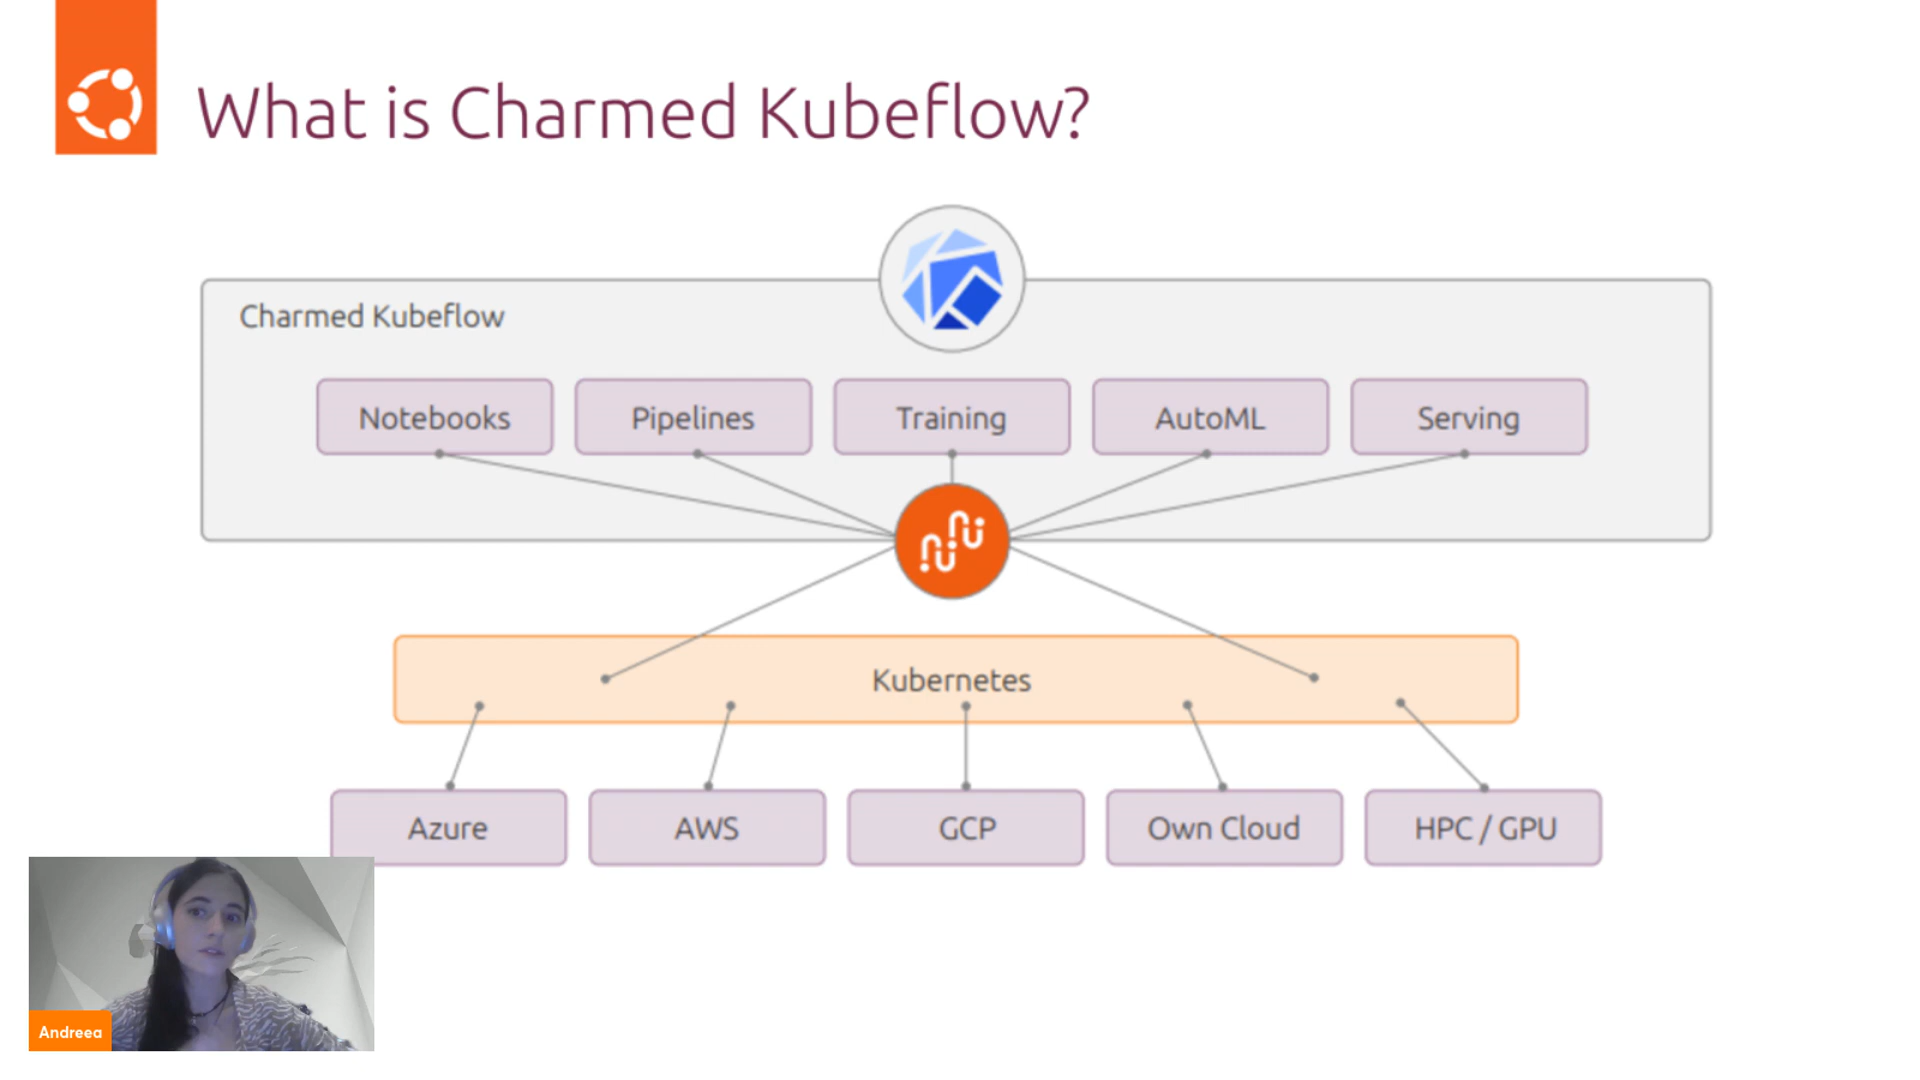 What is Charmed Kubeflow?
Charmed Kubeflow
Notebooks
Pipelines
Training
AutoML
Serving
Kubernetes
Azure
AWS
GCP
Own Cloud
HPC / GPU
Andreea